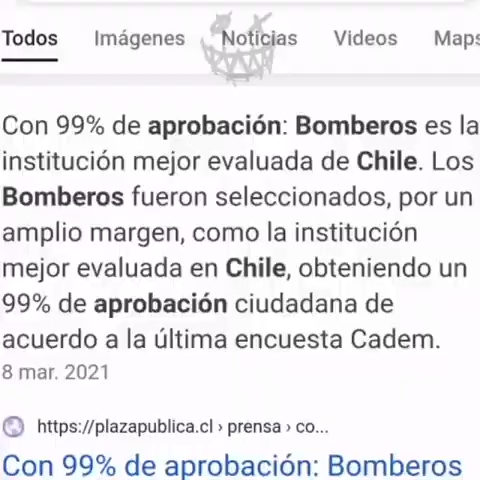 Todos Imágenes Noticias Videos Maps
Con 99% de aprobación: Bomberos es la
institución mejor evaluada de Chile. Los
Bomberos fueron seleccionados, por un
amplio margen, como la institución
mejor evaluada en Chile, obteniendo un
99% de aprobación ciudadana de
acuerdo a la última encuesta Cadem.
8 mar. 2021
https://plazapublica.cl › prensa › co...
Con 99% de aprobación: Bomberos